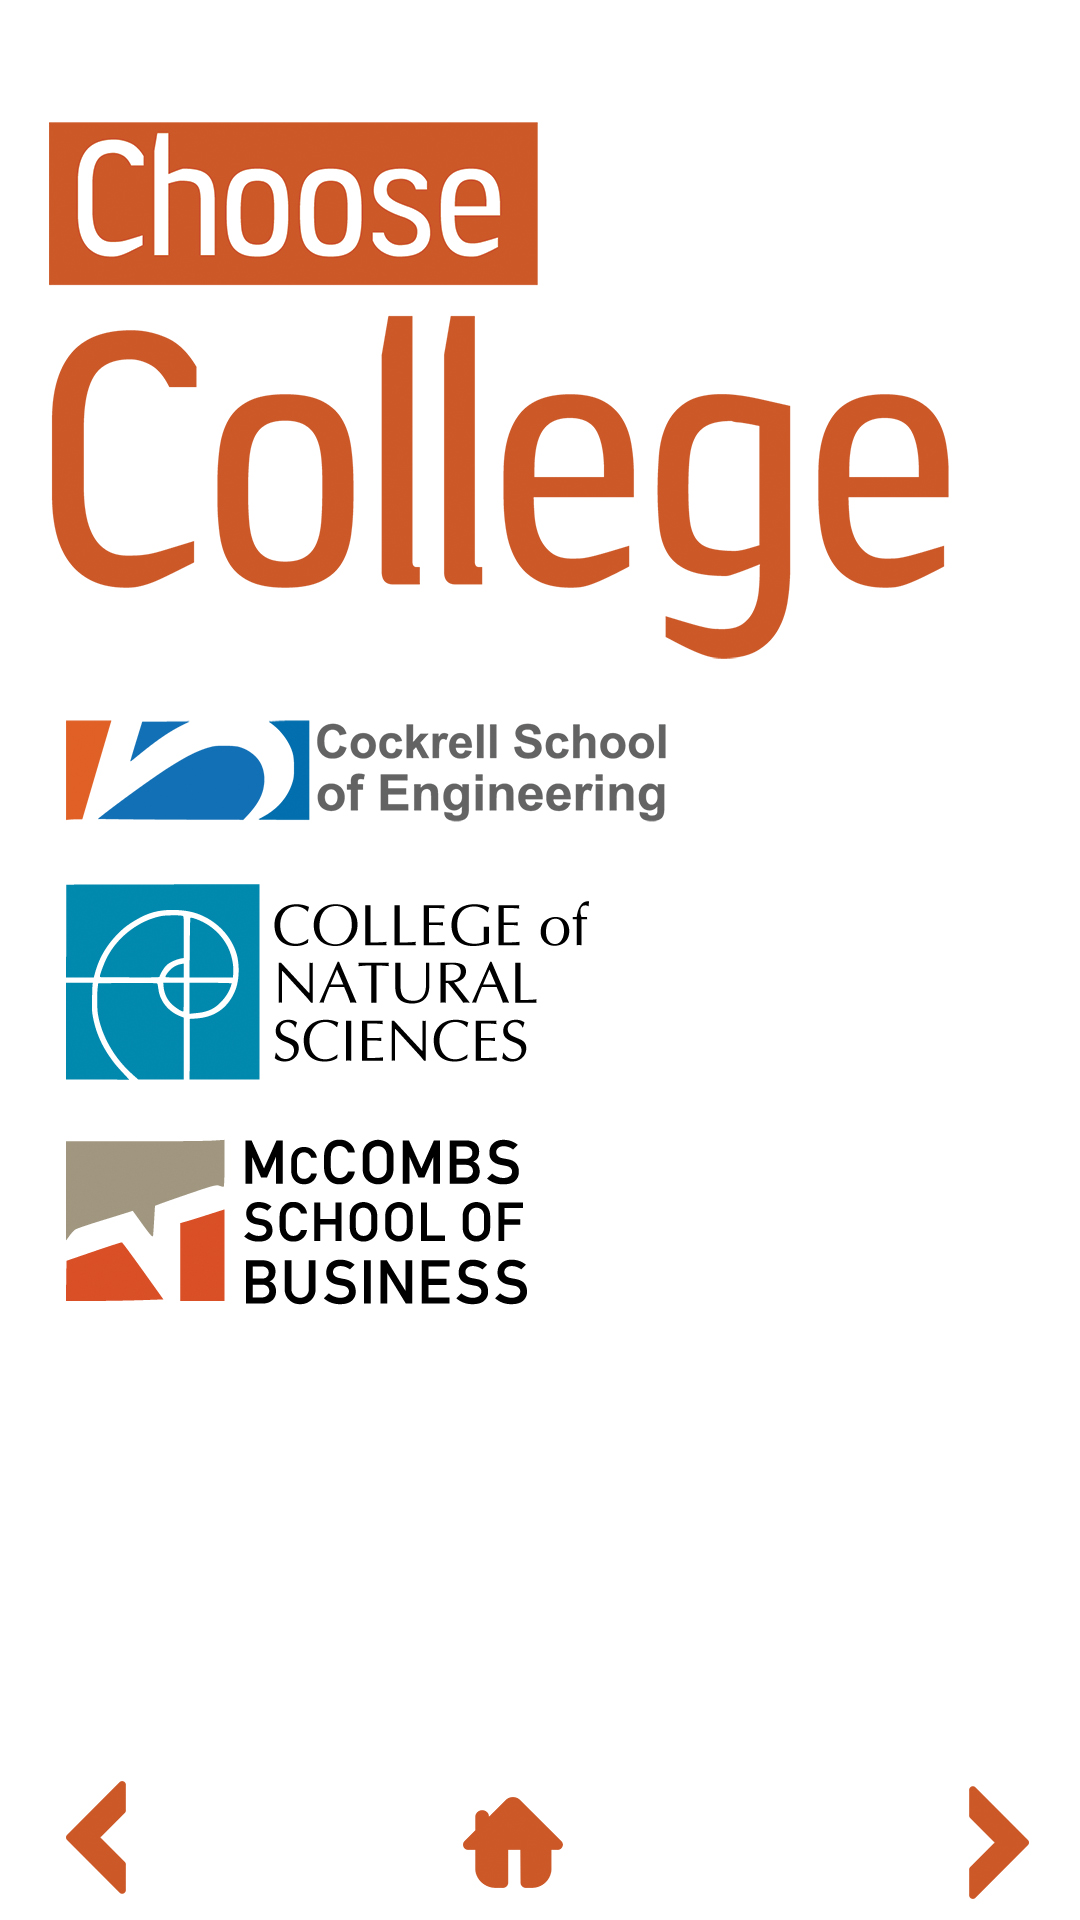 Choose
College
Cockrell School
of Engineering
COLLEGE of
NATURAL
SCIENCES
McCOMBS
SCHOOL OF
BUSINESS